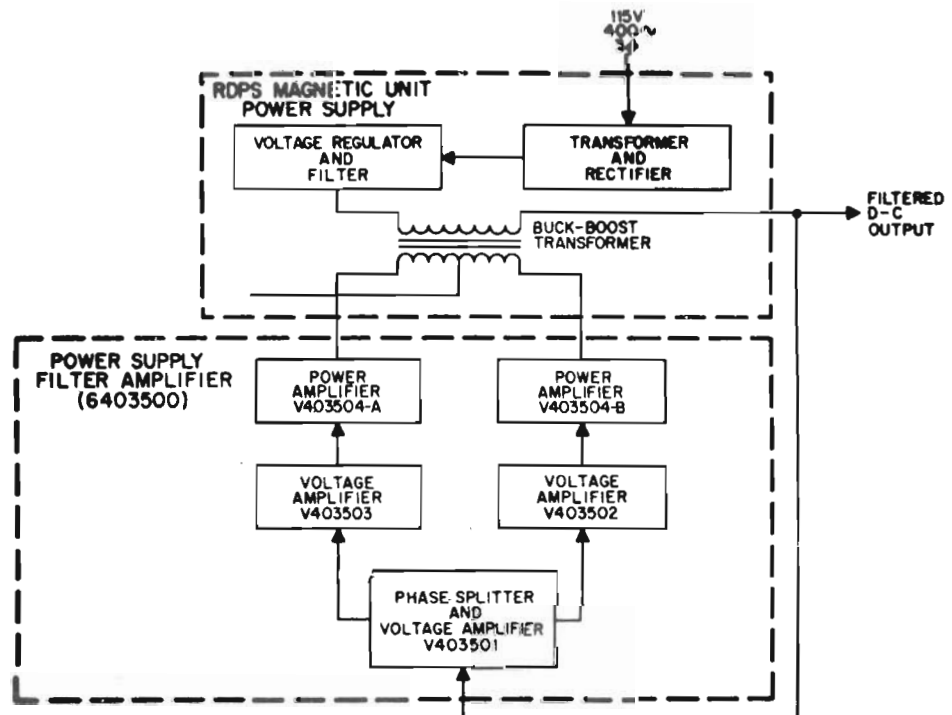 115V
400~
3ϕ
RDPS MAGNETIC UNIT
POWER SUPPLY
VOLTAGE REGULATOR
AND
FILTER
TRANSFORMER
AND
RECTIFIER
FILTERED
D-C
OUTPUT
BUCK-BOOST
TRANSFORMER
POWER SUPPLY
FILTER AMPLIFIER
(6403500)
POWER
AMPLIFIER
V403504-A
POWER
AMPLIFIER
V403504-B
VOLTAGE
AMPLIFIER
V403503
VOLTAGE
AMPLIFIER
V403502
PHASE SPLITTER
AND
VOLTAGE AMPLIFIER
V403501